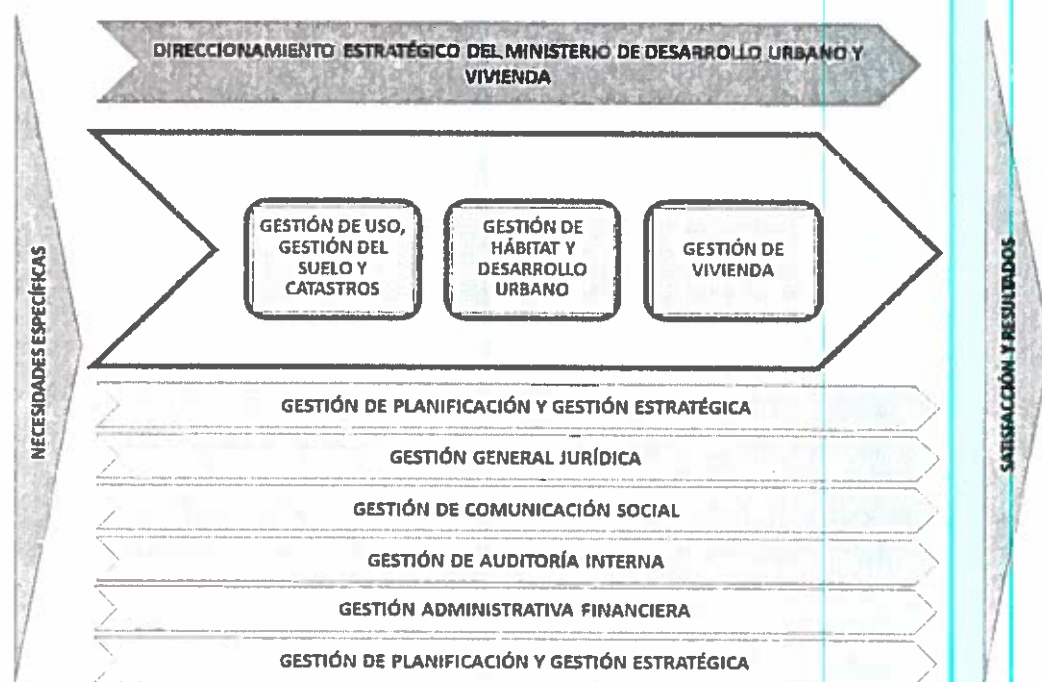 DIRECCIONAMIENTO ESTRATÉGICO DEL MINISTERIO DE DESARROLLO URBANO Y
VIVIENDA
NECESIDADES ESPECÍFICAS
GESTIÓN DE USO,
GESTIÓN DEL
SUELO Y
CATASTROS
GESTIÓN DE
HÁBITAT Y
DESARROLLO
URBANO
GESTIÓN DE
VIVIENDA
SATISFACCIÓN Y RESULTADOS
GESTIÓN DE PLANIFICACIÓN Y GESTIÓN ESTRATÉGICA
GESTIÓN GENERAL JURÍDICA
GESTIÓN DE COMUNICACIÓN SOCIAL
GESTIÓN DE AUDITORÍA INTERNA
GESTIÓN ADMINISTRATIVA FINANCIERA
GESTIÓN DE PLANIFICACIÓN Y GESTIÓN ESTRATÉGICA